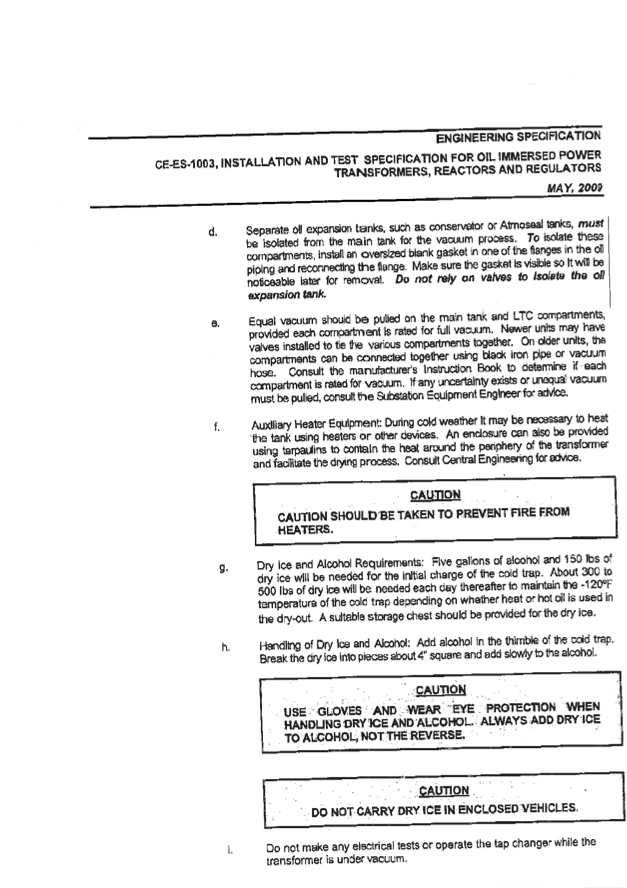 ENGINEERING SPECIFICATION
CE-ES-1003, INSTALLATION AND TEST SPECIFICATION FOR OIL IMMERSED POWER
TRANSFORMERS, REACTORS AND REGULATORS
MAY, 2009
d. Separate oil expansion tanks, such as conservator or Atmoseal tanks, must
be isolated from the main tank for the vacuum process. To isolate these
compartments, install an oversized blank gasket in one of the flanges in the oil
piping and reconnecting the flange. Make sure the gasket is visible so it will be
noticeable later for removal. Do not rely on valves to isolate the oil
expansion tank.
e. Equal vacuum should be pulled on the main tank and LTC compartments,
provided each compartment is rated for full vacuum. Newer units may have
valves installed to tie the various compartments together. On older units, the
compartments can be connected together using black iron pipe or vacuum
hose. Consult the manufacturer's Instruction Book to determine if each
compartment is rated for vacuum. If any uncertainty exists or unequal vacuum
must be pulled, consult the Substation Equipment Engineer for advice.
f. Auxiliary Heater Equipment: During cold weather it may be necessary to heat
the tank using heaters or other devices. An enclosure can also be provided
using tarpaulins to contain the heat around the periphery of the transformer
and facilitate the drying process. Consult Central Engineering for advice.
CAUTION
CAUTION SHOULD BE TAKEN TO PREVENT FIRE FROM
HEATERS.
g. Dry Ice and Alcohol Requirements: Five gallons of alcohol and 150 lbs of
dry ice will be needed for the initial charge of the cold trap. About 300 to
500 lbs of dry ice will be needed each day thereafter to maintain the -120°F
temperature of the cold trap depending on whether heat or hot oil is used in
the dry-out. A suitable storage chest should be provided for the dry ice.
h. Handling of Dry Ice and Alcohol: Add alcohol in the thimble of the cold trap.
Break the dry ice into pieces about 4" square and add slowly to the alcohol.
CAUTION
USE GLOVES AND WEAR EYE PROTECTION WHEN
HANDLING DRY ICE AND ALCOHOL. ALWAYS ADD DRY ICE
TO ALCOHOL, NOT THE REVERSE.
CAUTION
DO NOT CARRY DRY ICE IN ENCLOSED VEHICLES.
i. Do not make any electrical tests or operate the tap changer while the
transformer is under vacuum.